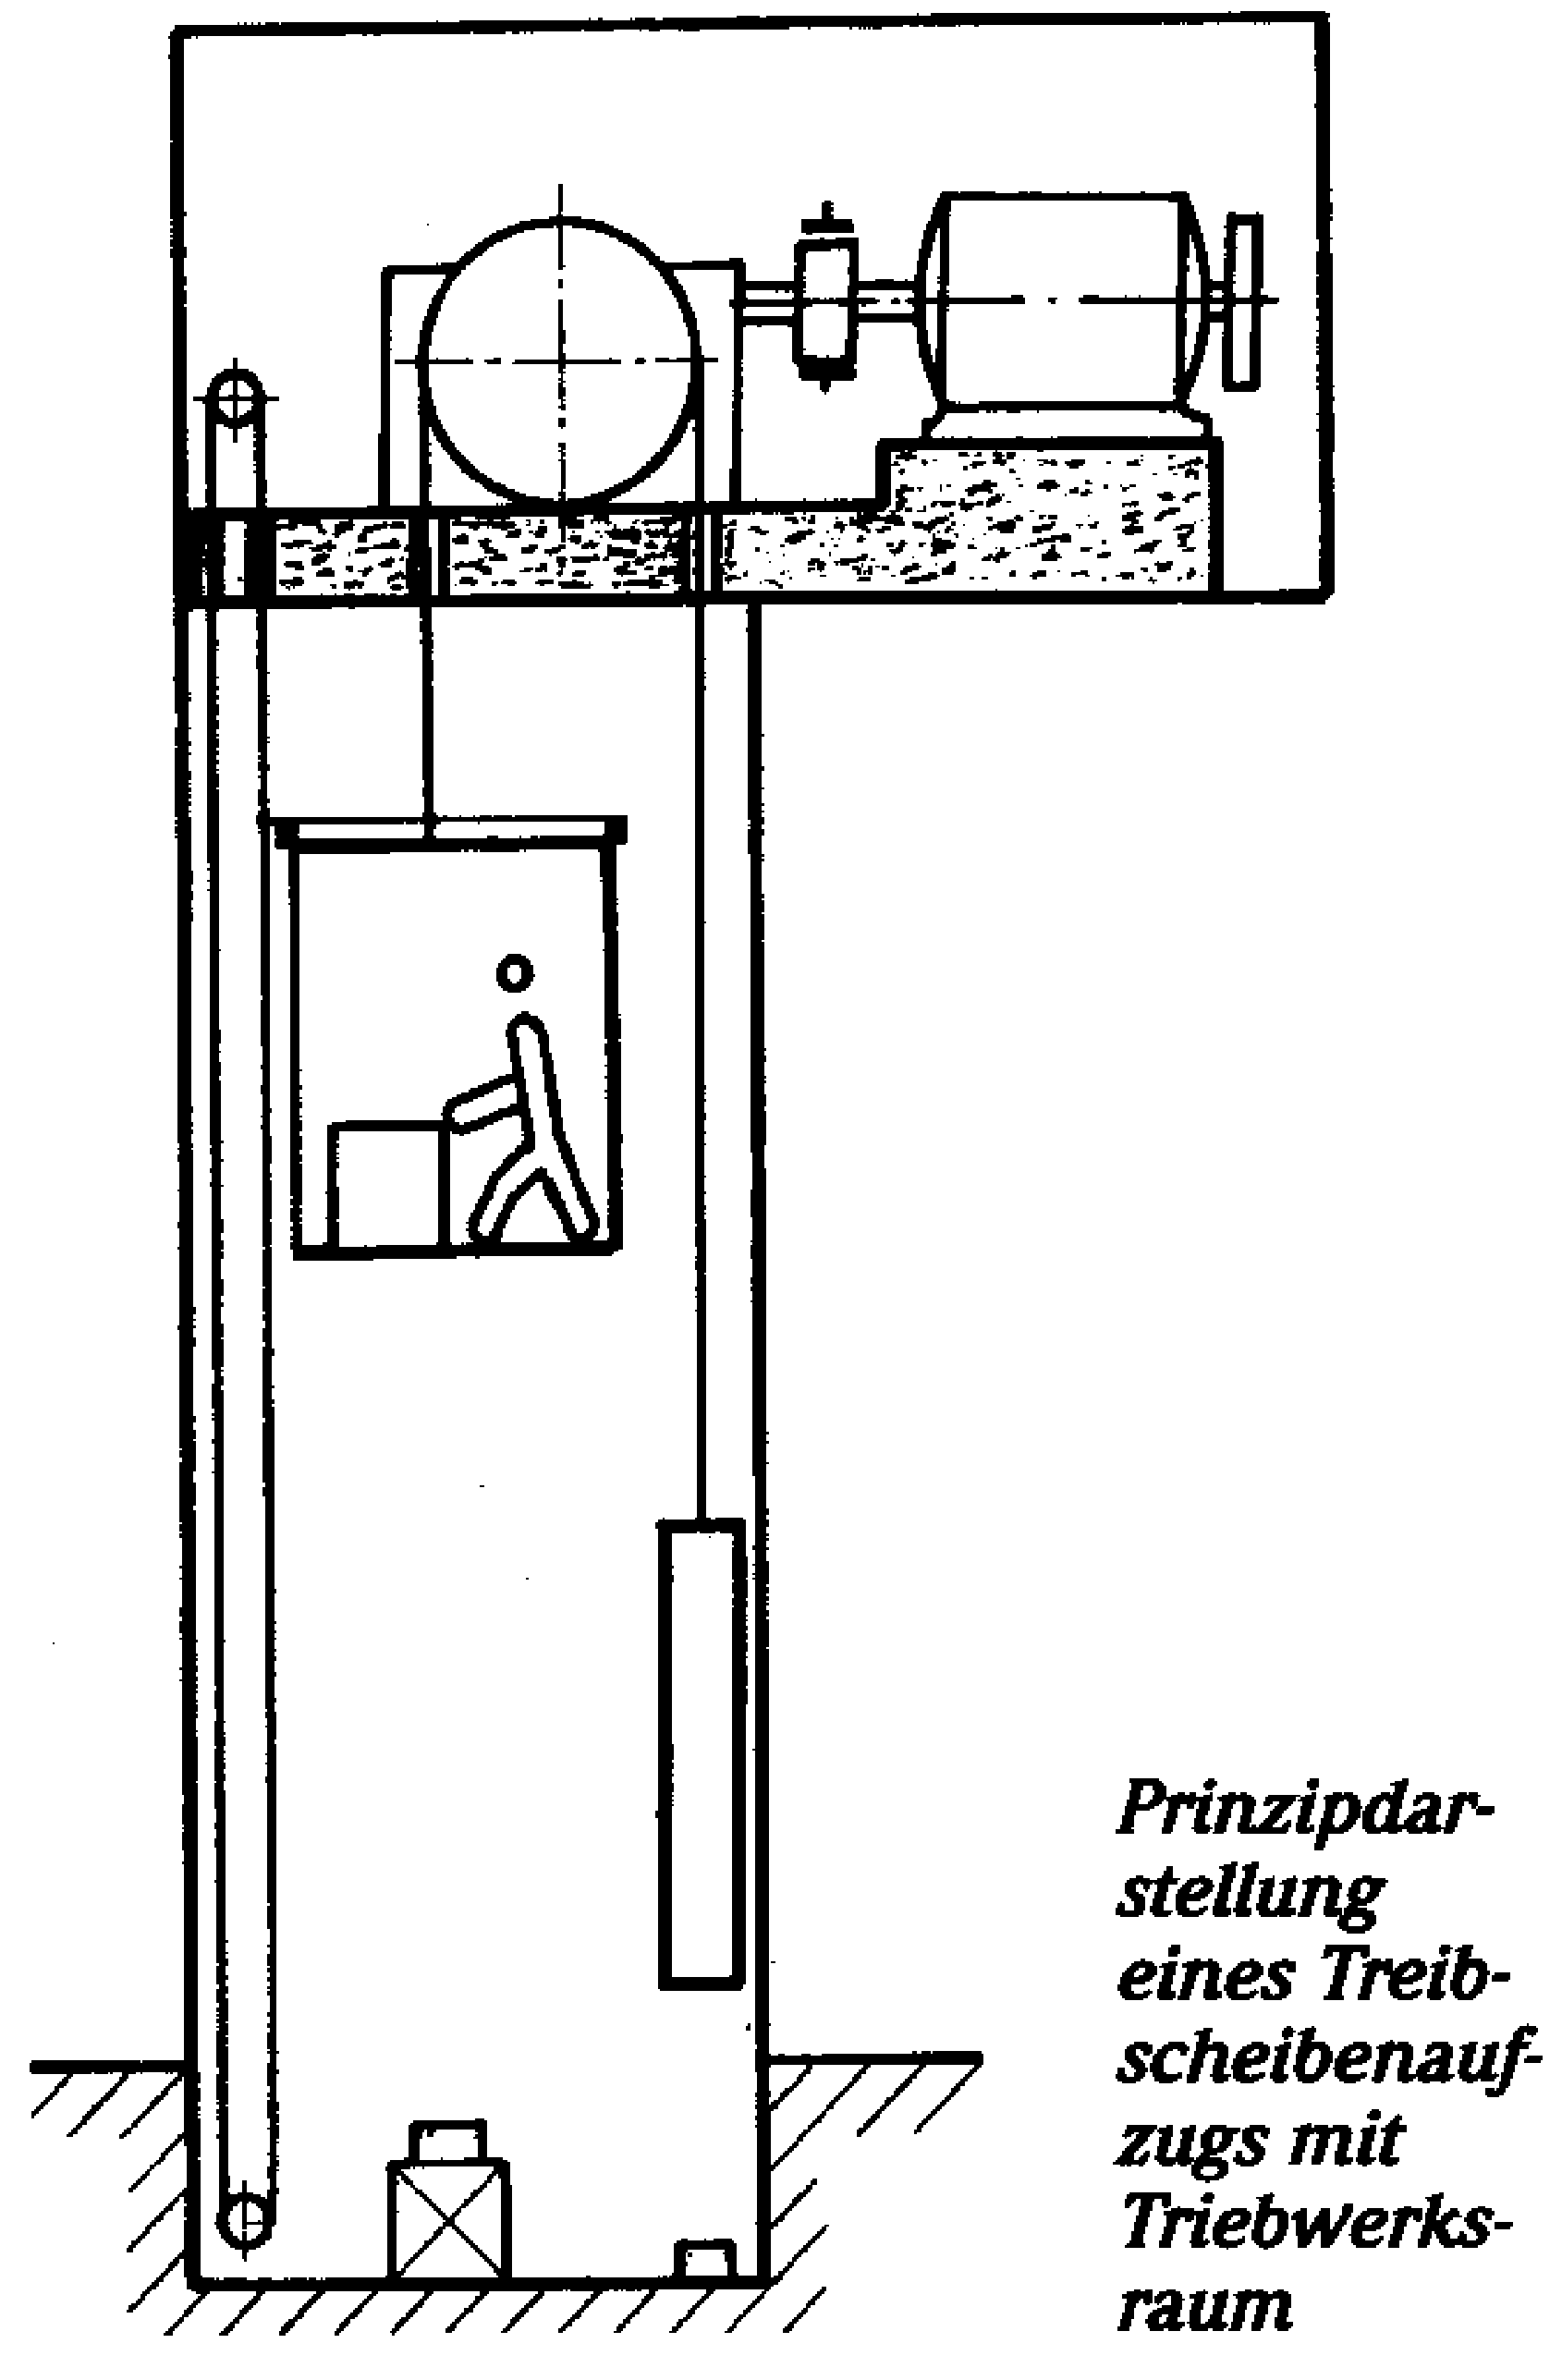 Prinzipdar-
stellung
eines Treib-
scheibenauf-
zugs mit
Triebwerks-
raum